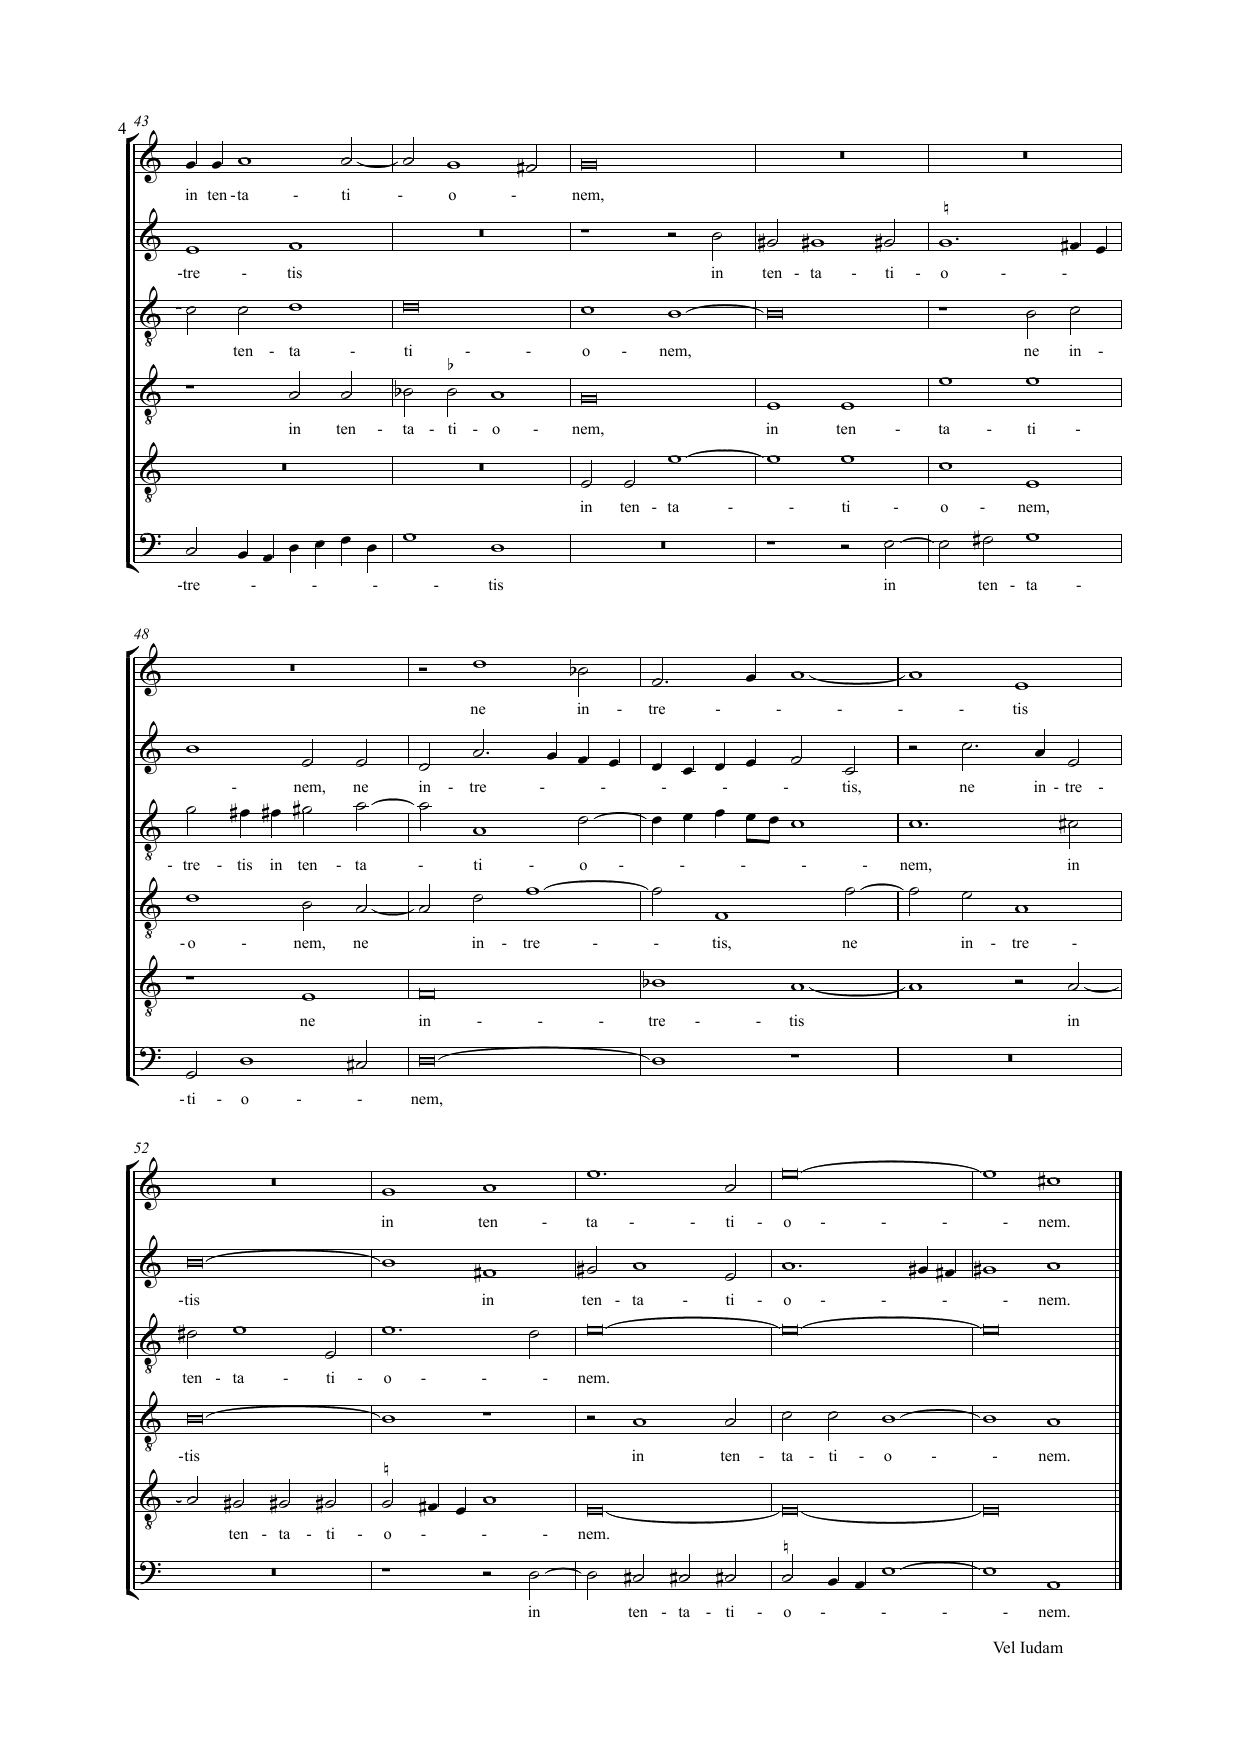 4 43
in ten - ta - ti - o - nem,
-tre - tis in ten - ta - ti - o - -
ten - ta - ti - - o - nem, ne in -
in ten - ta - ti - o - nem, in ten - ta - ti -
in ten - ta - - ti - o - nem,
-tre - - - - tis in ten - ta -
48
ne in - tre - - - - tis
- nem, ne in - tre - - - - - - tis, ne in - tre -
- tre - tis in ten - ta - ti - o - - - - - nem, in
- o - nem, ne in - tre - - tis, ne in - tre -
ne in - - - tre - - tis in
- ti - o - - nem,
52
in ten - ta - ti - o - - - - nem.
-tis in ten - ta - ti - o - - - - nem.
ten - ta - ti - o - - - nem.
-tis in ten - ta - ti - o - - nem.
ten - ta - ti - o - - - nem.
in ten - ta - ti - o - - - - nem.
Vel Iudam